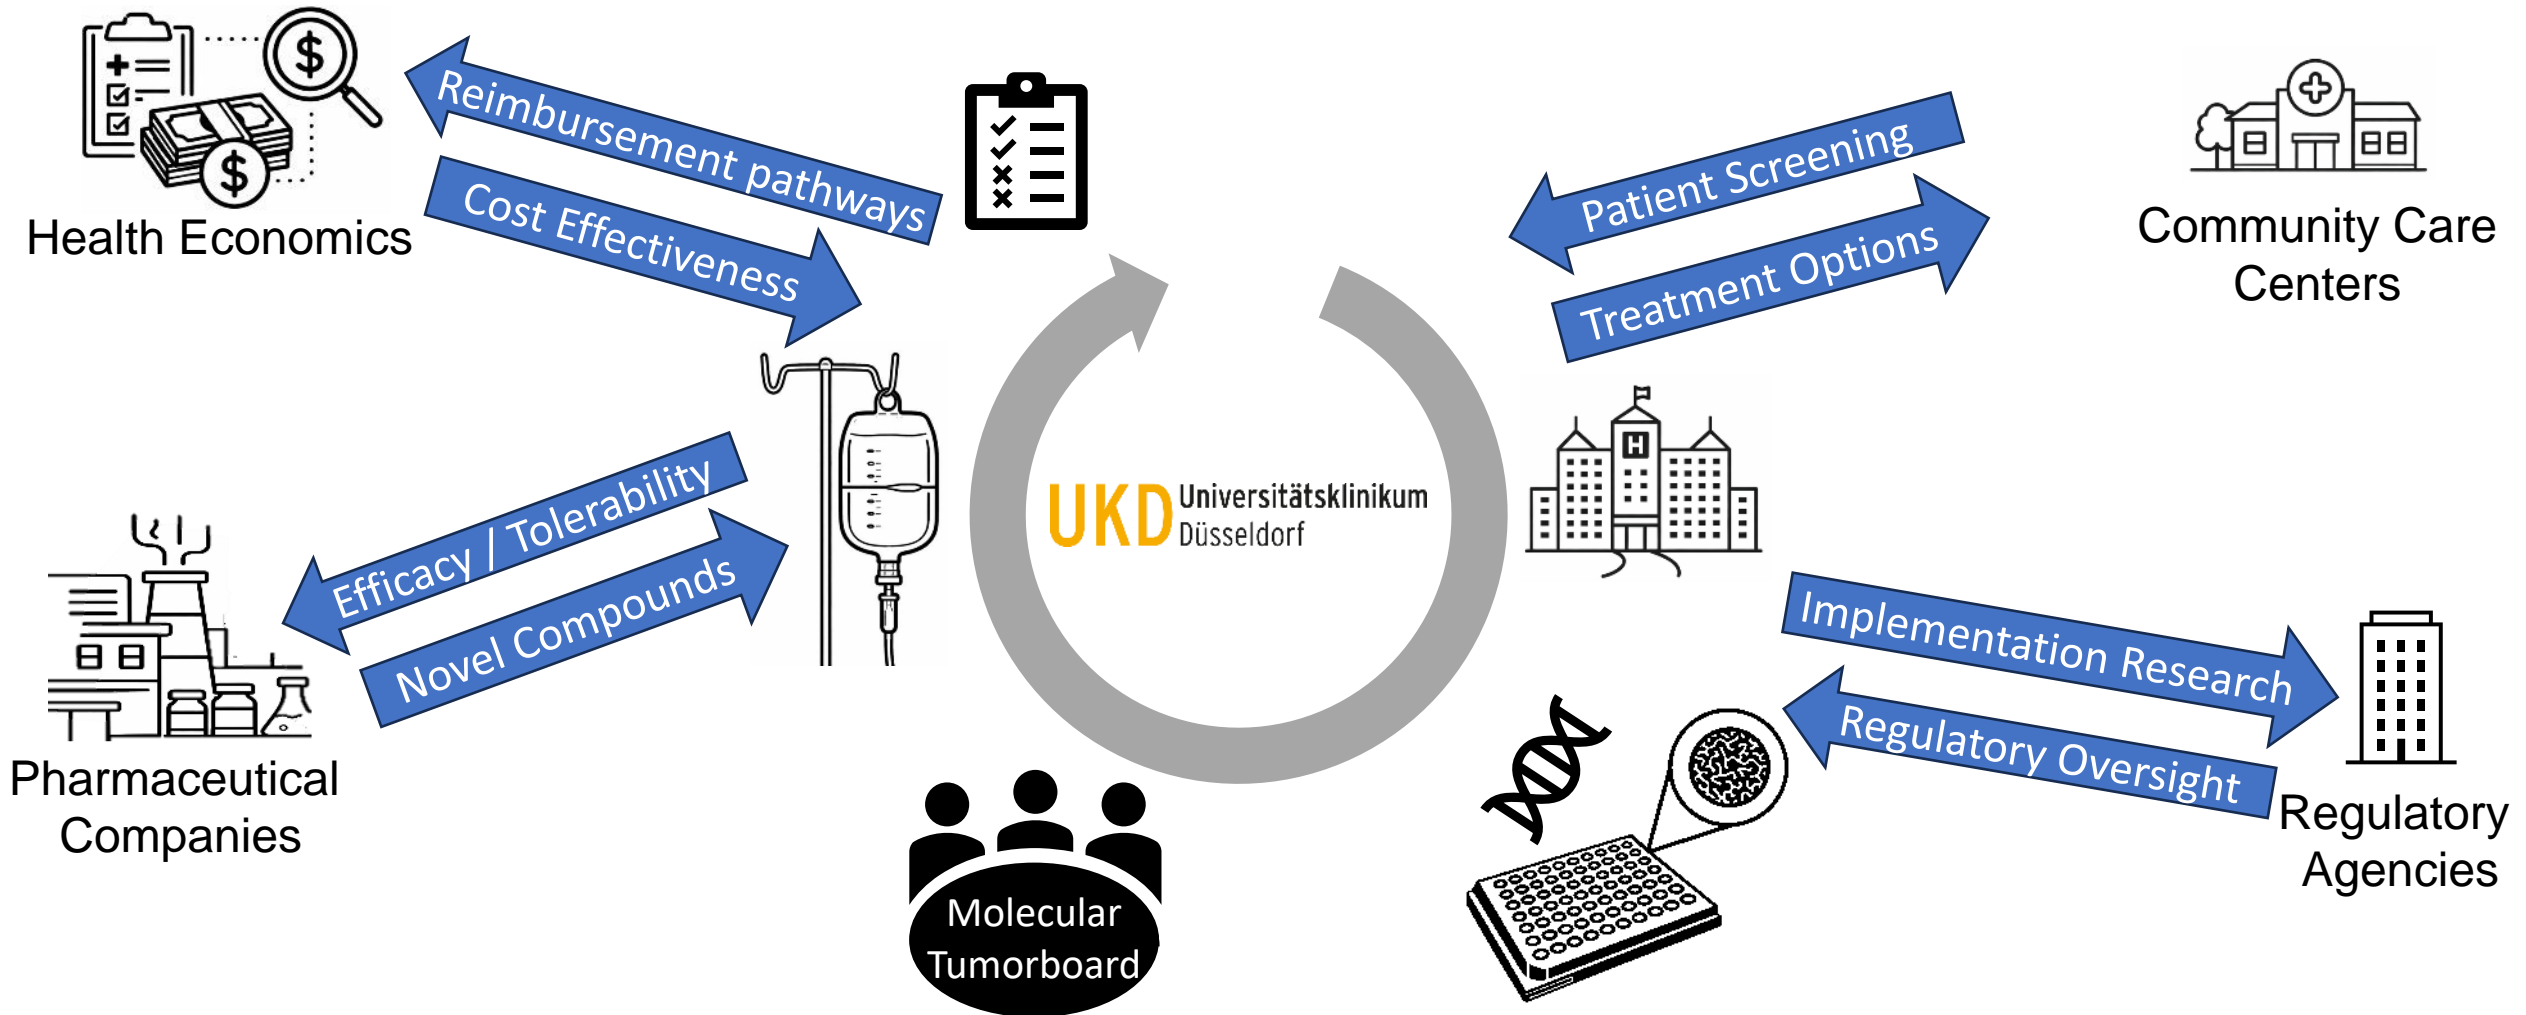 Health Economics
Reimbursement pathways
Cost Effectiveness
Patient Screening
Treatment Options
Community Care
Centers
H
UKD Universitätsklinikum
Düsseldorf
Efficacy / Tolerability
Novel Compounds
Pharmaceutical
Companies
Implementation Research
Regulatory Oversight
Regulatory
Agencies
Molecular
Tumorboard